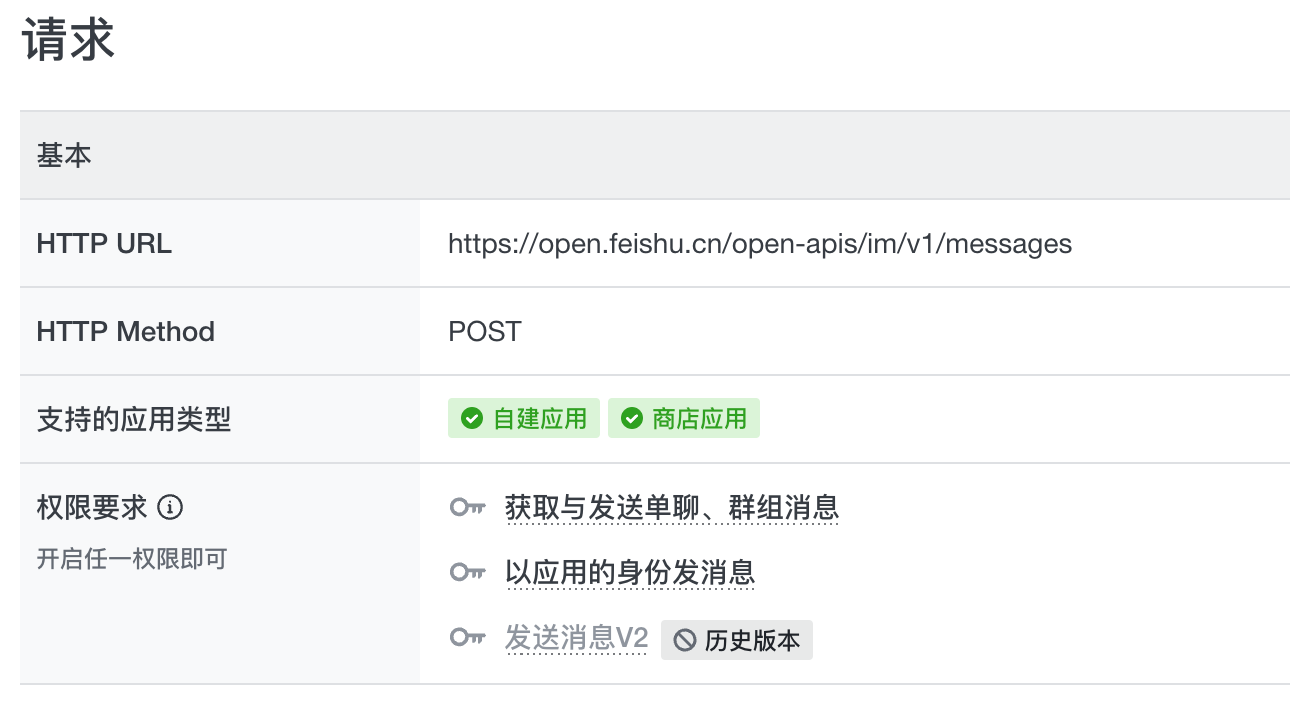 请求
基本
HTTP URL
https://open.feishu.cn/open-apis/im/v1/messages
HTTP Method
POST
支持的应用类型
自建应用 商店应用
权限要求
开启任一权限即可
获取与发送单聊、群组消息
以应用的身份发消息
发送消息V2 历史版本